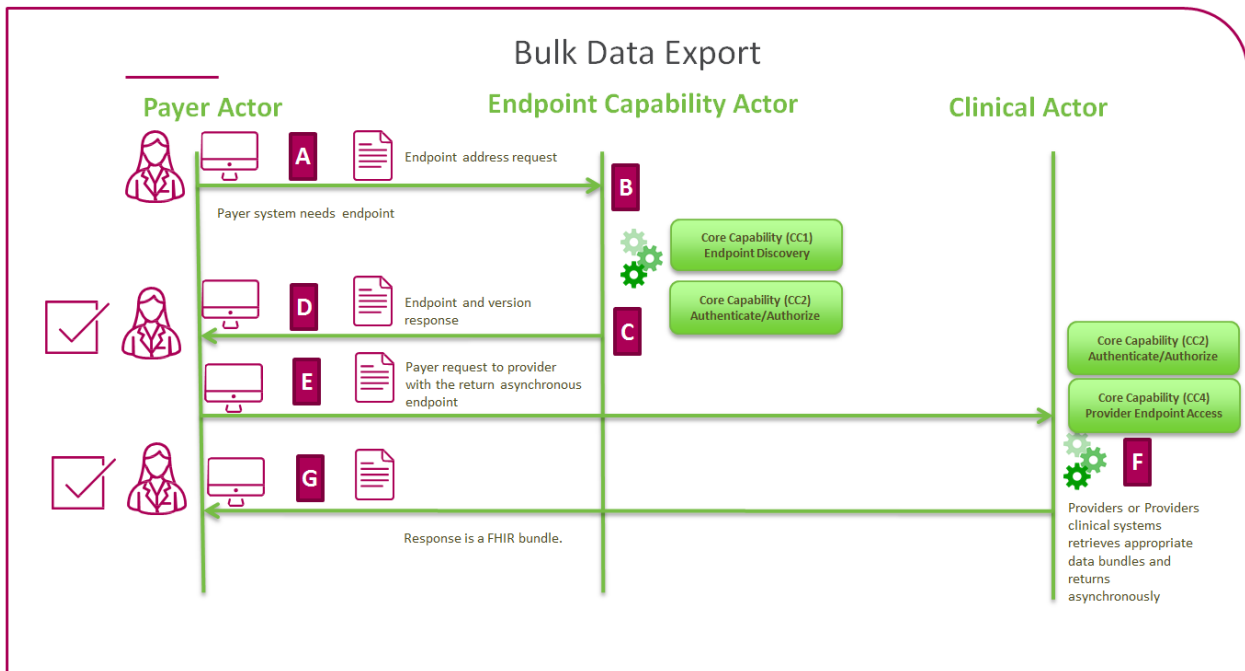 Bulk Data Export
Payer Actor
Endpoint Capability Actor
Clinical Actor
A
Endpoint address request
B
Payer system needs endpoint
Core Capability (CC1)
Endpoint Discovery
D
Endpoint and version
response
Core Capability (CC2)
Authenticate/Authorize
C
Core Capability (CC2)
Authenticate/Authorize
E
Payer request to provider
with the return asynchronous
endpoint
Core Capability (CC4)
Provider Endpoint Access
G
F
Response is a FHIR bundle.
Providers or Providers
clinical systems
retrieves appropriate
data bundles and
returns
asynchronously